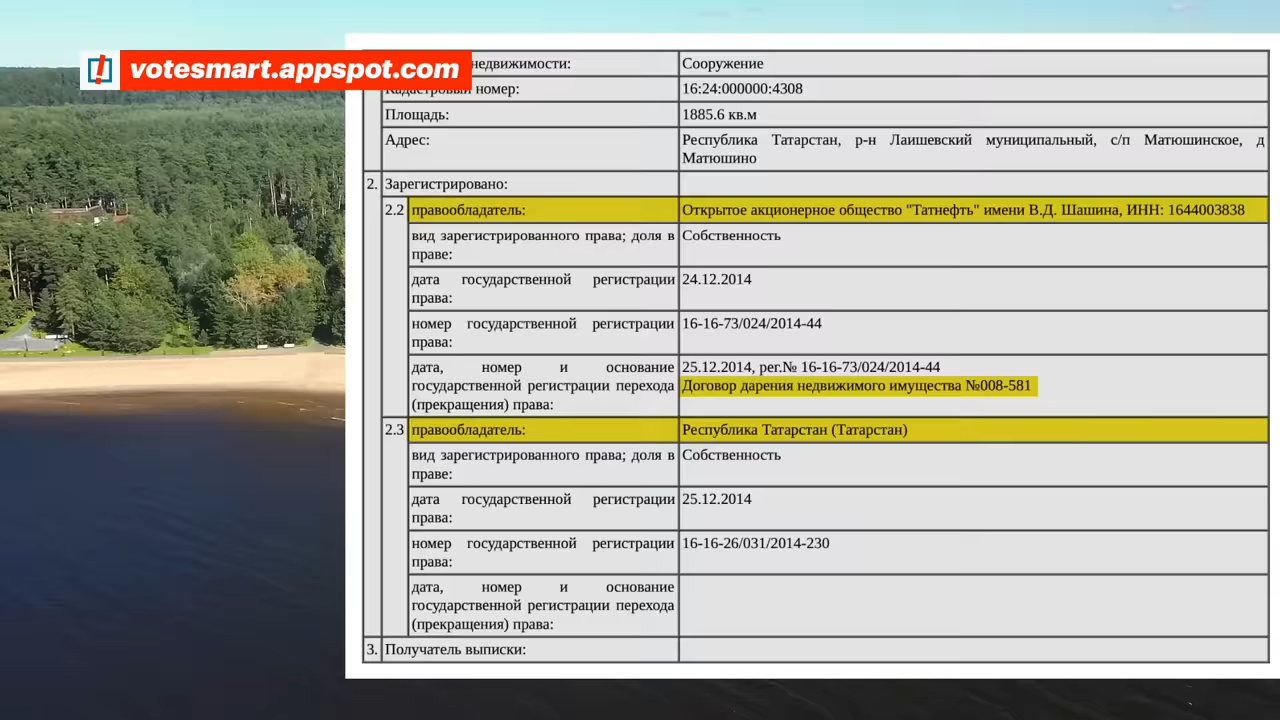 votesmart.appspot.com
недвижимости:
Сооружение
Кадастровый номер:
16:24:000000:4308
Площадь:
1885.6 кв.м
Адрес:
Республика Татарстан, р-н Лаишевский муниципальный, с/п Матюшинское, д
Матюшино
2. Зарегистрировано:
2.2 правообладатель:
Открытое акционерное общество "Татнефть" имени В.Д. Шашина, ИНН: 1644003838
вид зарегистрированного права; доля в
праве:
Собственность
дата государственной регистрации
права:
24.12.2014
номер государственной регистрации
права:
16-16-73/024/2014-44
дата, номер и основание
государственной регистрации перехода
(прекращения) права:
25.12.2014, рег.№ 16-16-73/024/2014-44
Договор дарения недвижимого имущества №008-581
2.3 правообладатель:
Республика Татарстан (Татарстан)
вид зарегистрированного права; доля в
праве:
Собственность
дата государственной регистрации
права:
25.12.2014
номер государственной регистрации
права:
16-16-26/031/2014-230
дата, номер и основание
государственной регистрации перехода
(прекращения) права:
3. Получатель выписки: